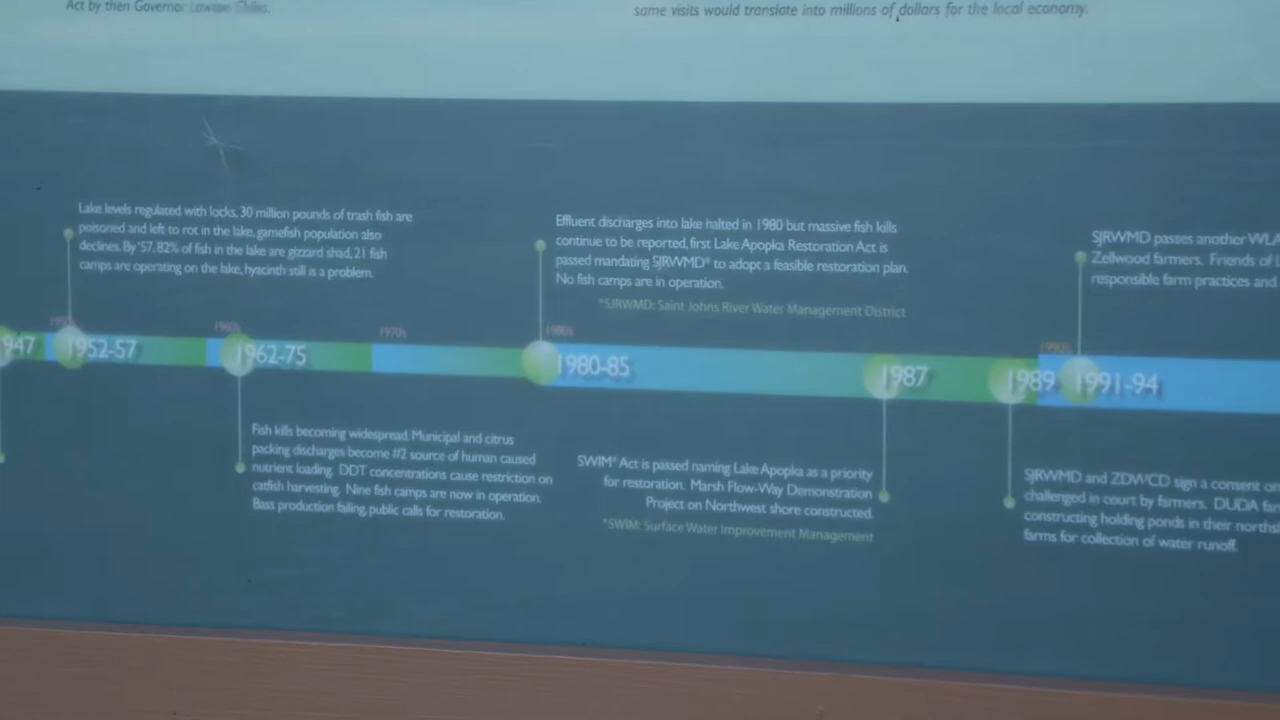 Act by then Governor Lawton Chiles.
same visits would translate into millions of dollars for the local economy.
Lake levels regulated with locks, 30 million pounds of trash fish are
poisoned and left to rot in the lake, gamefish population also
declines. By '57, 82% of fish in the lake are gizzard shad, 21 fish
camps are operating on the lake, hyacinth still is a problem.
Effluent discharges into lake halted in 1980 but massive fish kills
continue to be reported, first Lake Apopka Restoration Act is
passed mandating SJRWMD* to adopt a feasible restoration plan.
No fish camps are in operation.
*SJRWMD: Saint Johns River Water Management District
SJRWMD passes another
Zellwood farmers. Friends of
responsible farm practices and
1950s
1960s
1970s
1980s
1990s
1947
1952-57
1962-75
1980-85
1987
1989
1991-94
Fish kills becoming widespread. Municipal and citrus
packing discharges become #2 source of human caused
nutrient loading. DDT concentrations cause restriction on
catfish harvesting. Nine fish camps are now in operation.
Bass production failing, public calls for restoration.
SWIM* Act is passed naming Lake Apopka as a priority
for restoration. Marsh Flow-Way Demonstration
Project on Northwest shore constructed.
*SWIM: Surface Water Improvement Management
SJRWMD and ZDWCD sign a consent
challenged in court by farmers. DUDA
constructing holding ponds in their
farms for collection of water runoff.